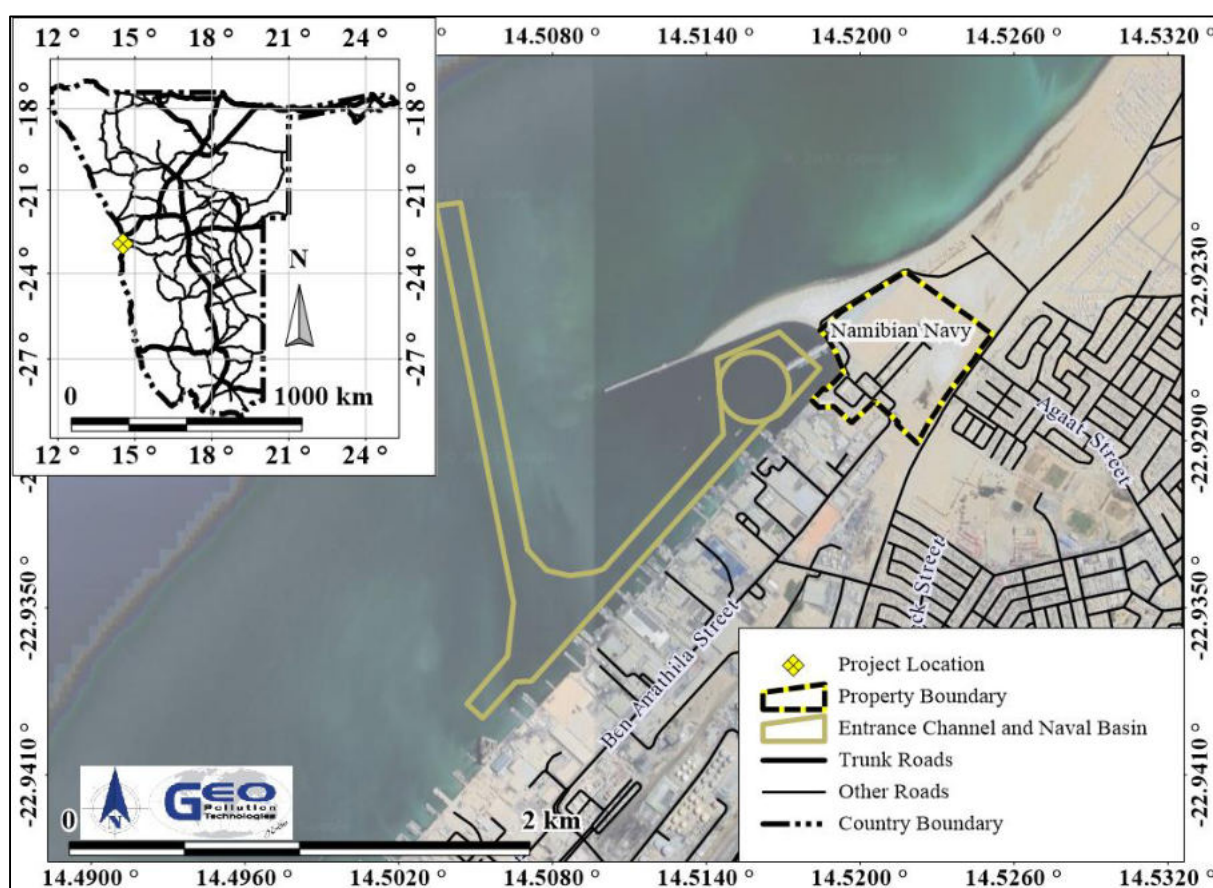 12 ° 15 ° 18 ° 21 ° 24 °
° 14.5080 ° 14.5140 ° 14.5200 ° 14.5260 ° 14.5320 °
-18 °
-21 °
-24 °
-27 °
N
0 1000 km
12 ° 15 ° 18 ° 21 ° 24 °
-22.9230 °
-22.9290 °
-22.9350 °
-22.9410 °
Namibian Navy
Agaat Street
eck Street
Ben Amathila Street
-22.9350 °
-22.9410 °
Project Location
Property Boundary
Entrance Channel and Naval Basin
Trunk Roads
Other Roads
Country Boundary
N
GEO
Pollution
Technologies
0 2 km
14.4900 ° 14.4960 ° 14.5020 ° 14.5080 ° 14.5140 ° 14.5200 ° 14.5260 ° 14.5320 °